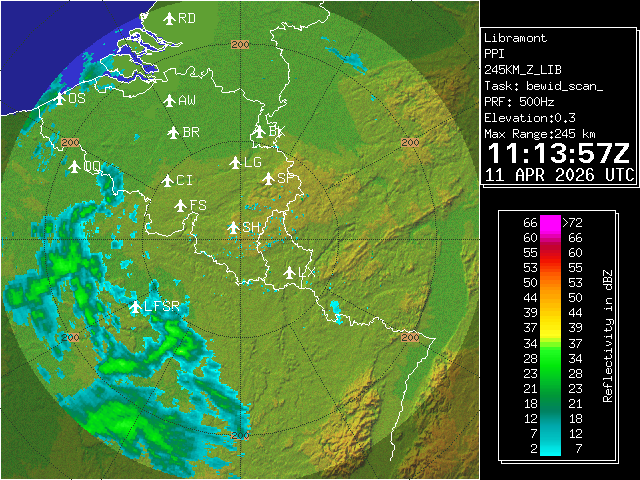 RD
200
OS
AW
BR
BK
200
200
QO
LG
CI
SP
FS
SH
LX
LFSR
200
200
200
Libramont
PPI
245KM_Z_LIB
Task: bewid_scan_
PRF: 500Hz
Elevation:0.3
Max Range:245 km
11:13:57Z
11 APR 2026 UTC
66 >72
60 66
55 60
53 55
50 53
44 50
39 44
37 39
34 37
28 34
23 28
21 23
18 21
12 18
7 12
2 7
Reflectivity in dBZ